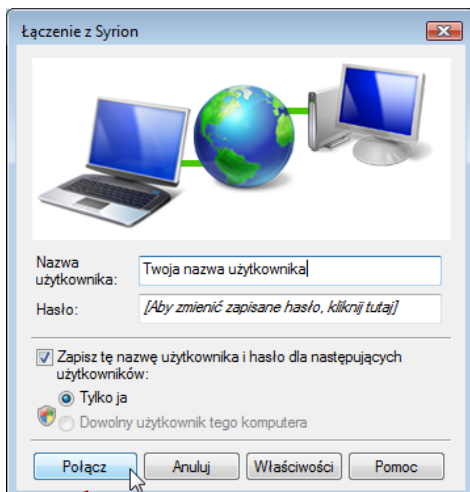 Łączenie z Syrion
Nazwa
użytkownika:
Twoja nazwa użytkownika
Hasło:
[Aby zmienić zapisane hasło, kliknij tutaj]
Zapisz tę nazwę użytkownika i hasło dla następujących
użytkowników:
Tylko ja
Dowolny użytkownik tego komputera
Połącz
Anuluj
Właściwości
Pomoc